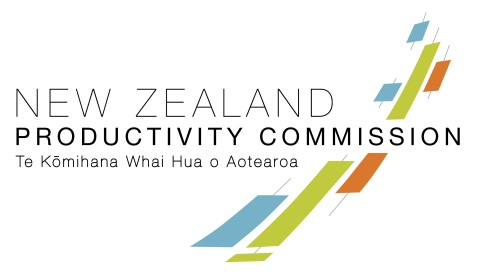 NEW ZEALAND
PRODUCTIVITY COMMISSION
Te Kōmihana Whai Hua o Aotearoa